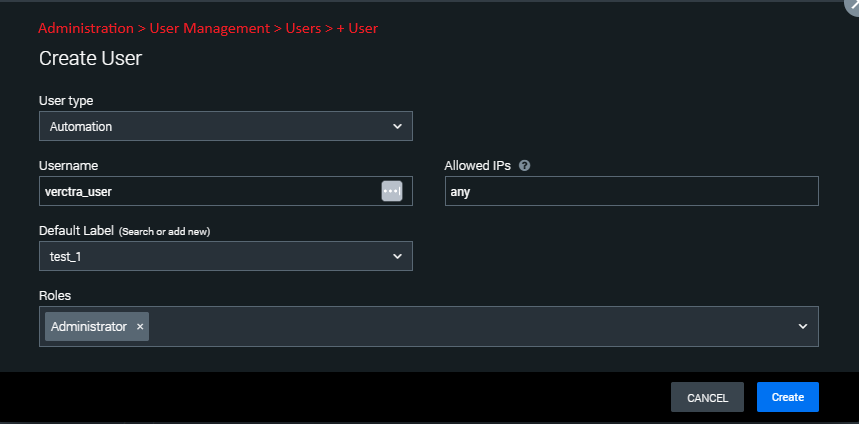 Administration > User Management > Users > + User
Create User
User type
Automation
Username
Allowed IPs ?
verctra_user
any
Default Label (Search or add new)
test_1
Roles
Administrator ×
CANCEL
Create